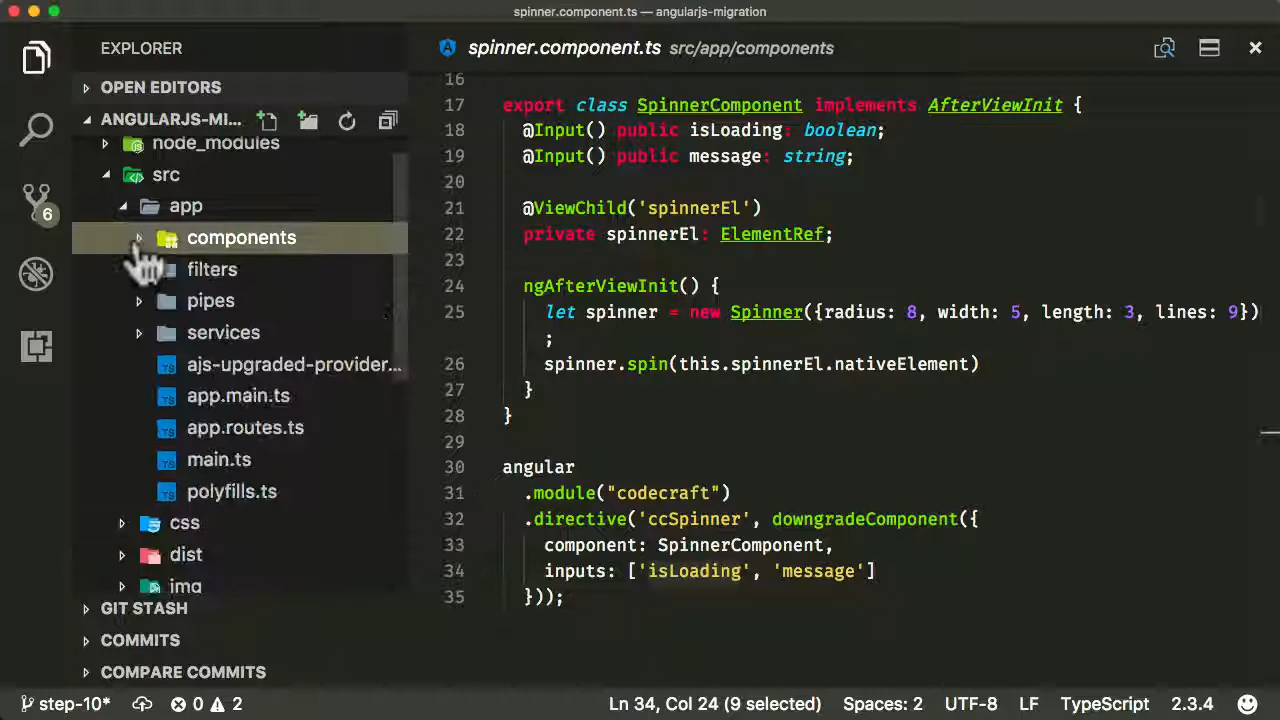 spinner.component.ts — angularjs-migration
EXPLORER
OPEN EDITORS
ANGULARJS-MI...
node_modules
src
app
components
filters
pipes
services
ajs-upgraded-provider...
app.main.ts
app.routes.ts
main.ts
polyfills.ts
css
dist
img
GIT STASH
COMMITS
COMPARE COMMITS
6
spinner.component.ts src/app/components
16
17 export class SpinnerComponent implements AfterViewInit {
18 @Input() public isLoading: boolean;
19 @Input() public message: string;
20
21 @ViewChild('spinnerEl')
22 private spinnerEl: ElementRef;
23
24 ngAfterViewInit() {
25 let spinner = new Spinner({radius: 8, width: 5, length: 3, lines: 9})
;
26 spinner.spin(this.spinnerEl.nativeElement)
27 }
28 }
29
30 angular
31 .module("codecraft")
32 .directive('ccSpinner', downgradeComponent({
33 component: SpinnerComponent,
34 inputs: ['isLoading', 'message']
35 }));
step-10* 0 2 Ln 34, Col 24 (9 selected) Spaces: 2 UTF-8 LF TypeScript 2.3.4